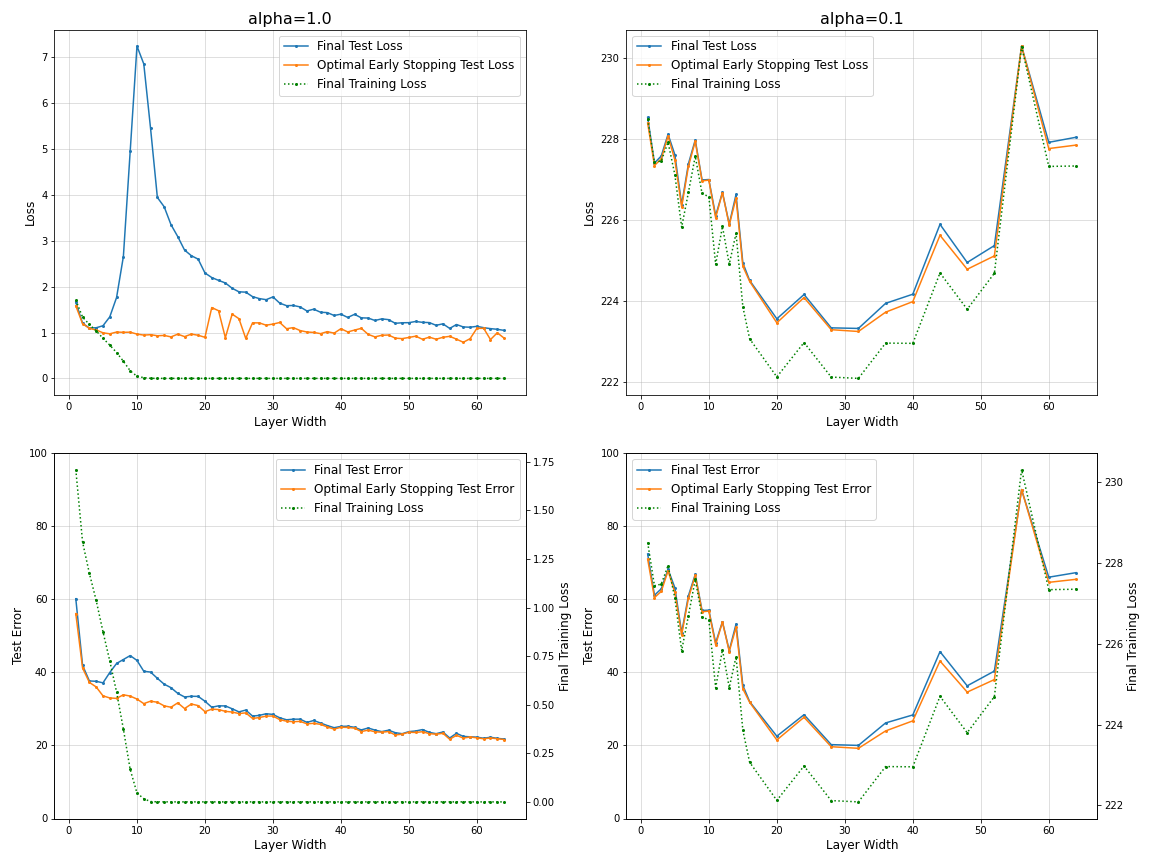 alpha=1.0
Final Test Loss
Optimal Early Stopping Test Loss
Final Training Loss
7
6
5
4
3
2
1
0
Loss
0 10 20 30 40 50 60
Layer Width
alpha=0.1
Final Test Loss
Optimal Early Stopping Test Loss
Final Training Loss
230
228
226
224
222
Loss
0 10 20 30 40 50 60
Layer Width
Final Test Error
Optimal Early Stopping Test Error
Final Training Loss
100
80
60
40
20
0
Test Error
1.75
1.50
1.25
1.00
0.75
0.50
0.25
0.00
Final Training Loss
0 10 20 30 40 50 60
Layer Width
Final Test Error
Optimal Early Stopping Test Error
Final Training Loss
100
80
60
40
20
0
Test Error
230
228
226
224
222
Final Training Loss
0 10 20 30 40 50 60
Layer Width